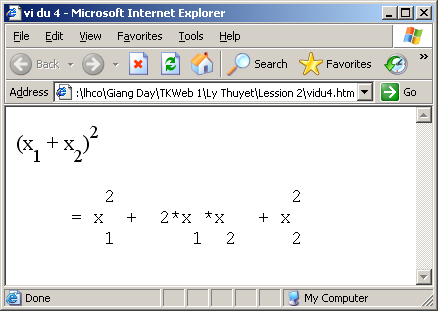 vi du 4 - Microsoft Internet Explorer
File Edit View Favorites Tools Help
Back Search Favorites
Address :\lhco\Giang Day\TKWeb 1\Ly Thuyet\Lession 2\vidu4.htm Go
(x₁ + x₂)²
2 2
= x + 2*x *x + x
1 1 2 2
Done My Computer